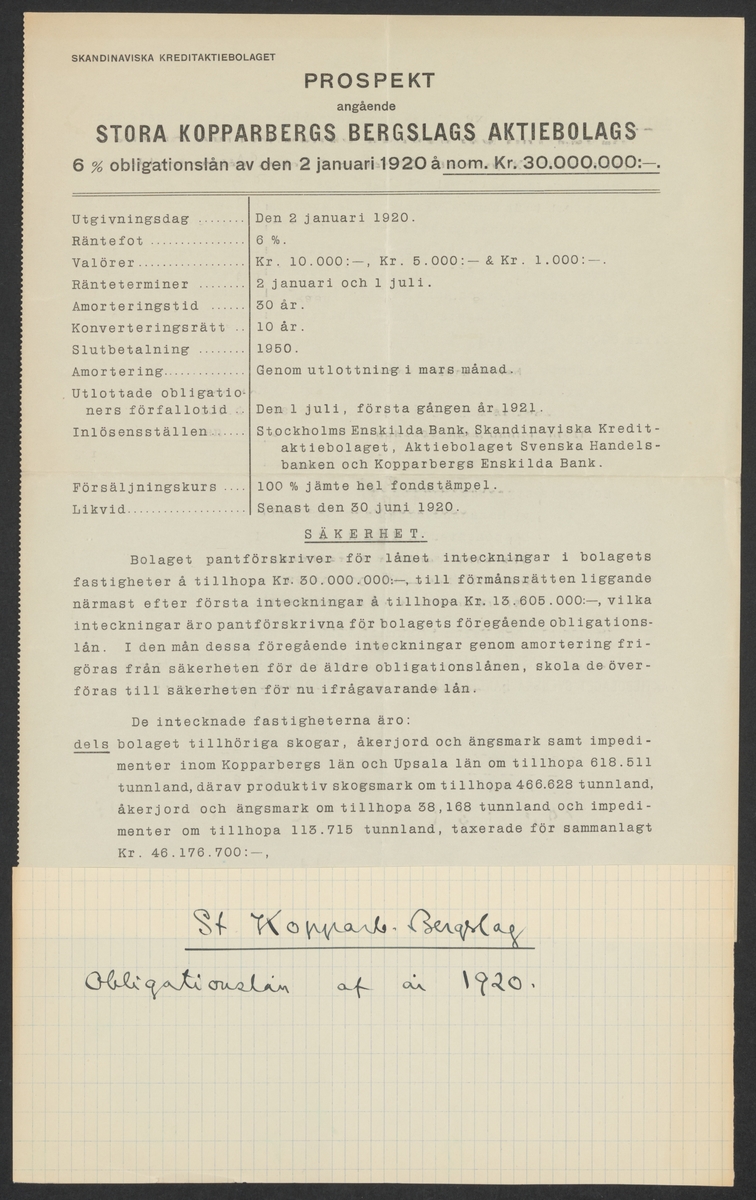 SKANDINAVISKA KREDITAKTIEBOLAGET
PROSPEKT
angående
STORA KOPPARBERGS BERGSLAGS AKTIEBOLAGS
6 % obligationslån av den 2 januari 1920 å nom. Kr. 30.000.000:—.
Utgivningsdag ........ Den 2 januari 1920.
Räntefot ............... 6 %.
Valörer................. Kr. 10.000:—, Kr. 5.000:— & Kr. 1.000:—.
Ränteterminer ........ 2 januari och 1 juli.
Amorteringstid ...... 30 år.
Konverteringsrätt .. 10 år.
Slutbetalning ........ 1950.
Amortering............. Genom utlottning i mars månad.
Utlottade obligatio-
ners förfallotid .. Den 1 juli, första gången år 1921.
Inlösensställen...... Stockholms Enskilda Bank, Skandinaviska Kredit-
aktiebolaget, Aktiebolaget Svenska Handels-
banken och Kopparbergs Enskilda Bank.
Försäljningskurs .... 100 % jämte hel fondstämpel.
Likvid.................... Senast den 30 juni 1920.
SÄKERHET.
Bolaget pantförskriver för lånet inteckningar i bolagets
fastigheter å tillhopa Kr. 30.000.000:—, till förmånsrätten liggande
närmast efter första inteckningar å tillhopa Kr. 13.605.000:—, vilka
inteckningar äro pantförskrivna för bolagets föregående obligations-
lån. I den mån dessa föregående inteckningar genom amortering fri-
göras från säkerheten för de äldre obligationslånen, skola de över-
föras till säkerheten för nu ifrågavarande lån.
De intecknade fastigheterna äro:
dels bolaget tillhöriga skogar, åkerjord och ängsmark samt impedi-
menter inom Kopparbergs län och Upsala län om tillhopa 618.511
tunnland, därav produktiv skogsmark om tillhopa 466.628 tunnland,
åkerjord och ängsmark om tillhopa 38,168 tunnland och impedi-
menter om tillhopa 113.715 tunnland, taxerade för sammanlagt
Kr. 46.176.700:—,
St Kopparb. Bergslag
Obligationslån af år 1920.